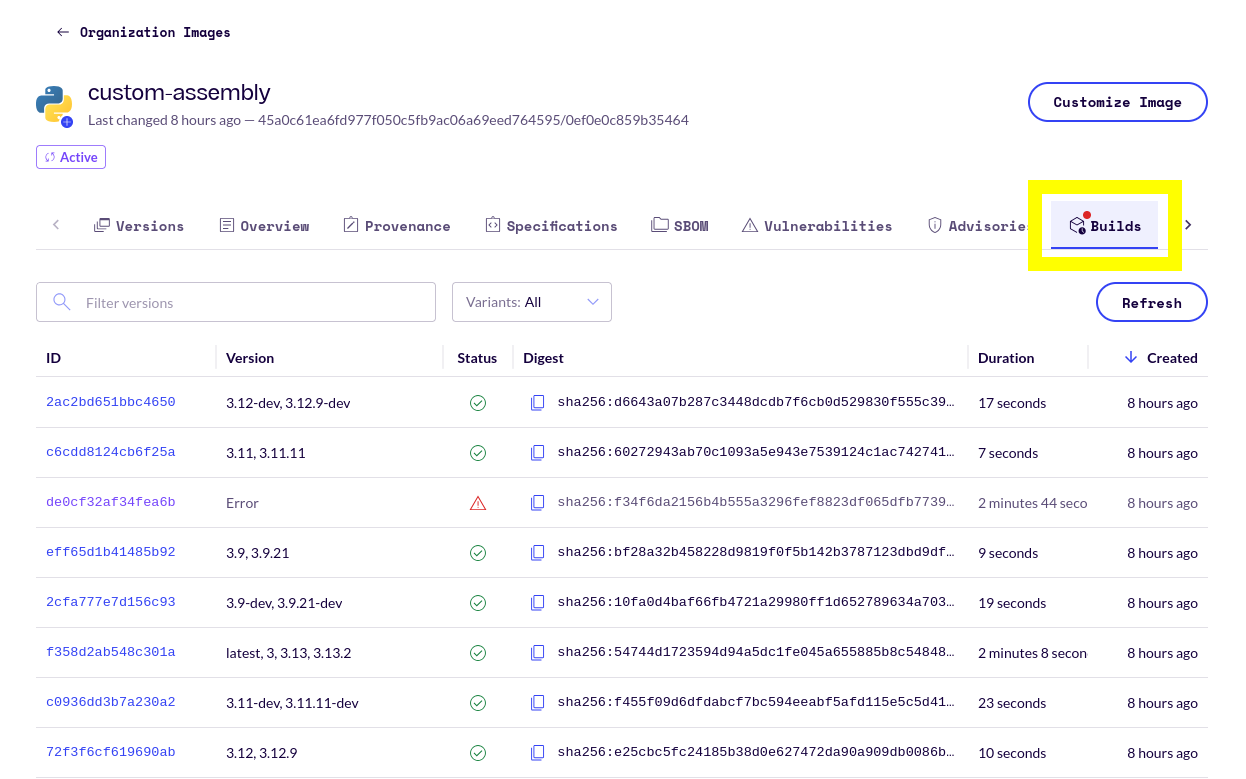 ← Organization Images
custom-assembly
Last changed 8 hours ago — 45a0c61ea6fd977f050c5fb9ac06a69eed764595/0ef0e0c859b35464
Customize Image
Active
Versions Overview Provenance Specifications SBOM Vulnerabilities Advisories Builds
Filter versions Variants: All Refresh
ID Version Status Digest Duration ↓ Created
2ac2bd651bbc4650 3.12-dev, 3.12.9-dev sha256:d6643a07b287c3448dcdb7f6cb0d529830f555c39… 17 seconds 8 hours ago
c6cdd8124cb6f25a 3.11, 3.11.11 sha256:60272943ab70c1093a5e943e7539124c1ac742741… 7 seconds 8 hours ago
de0cf32af34fea6b Error sha256:f34f6da2156b4b555a3296fef8823df065dfb7739… 2 minutes 44 seco 8 hours ago
eff65d1b41485b92 3.9, 3.9.21 sha256:bf28a32b458228d9819f0f5b142b3787123dbd9df… 9 seconds 8 hours ago
2cfa777e7d156c93 3.9-dev, 3.9.21-dev sha256:10fa0d4baf66fb4721a29980ff1d652789634a703… 19 seconds 8 hours ago
f358d2ab548c301a latest, 3, 3.13, 3.13.2 sha256:54744d1723594d94a5dc1fe045a655885b8c54848… 2 minutes 8 secon 8 hours ago
c0936dd3b7a230a2 3.11-dev, 3.11.11-dev sha256:f455f09d6dfdabcf7bc594eeabf5afd115e5c5d41… 23 seconds 8 hours ago
72f3f6cf619690ab 3.12, 3.12.9 sha256:e25cbc5fc24185b38d0e627472da90a909db0086b… 10 seconds 8 hours ago